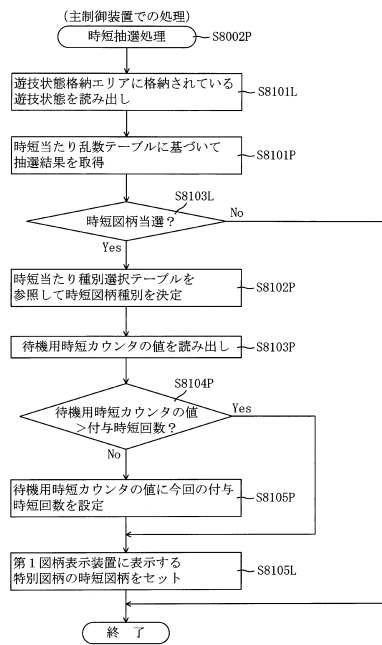 （主制御装置での処理）
時短抽選処理
S8002P
遊技状態格納エリアに格納されている
遊技状態を読み出し
S8101L
時短当たり乱数テーブルに基づいて
抽選結果を取得
S8101P
S8103L
時短図柄当選？
No
Yes
時短当たり種別選択テーブルを
参照して時短図柄種別を決定
S8102P
待機用時短カウンタの値を読み出し
S8103P
S8104P
待機用時短カウンタの値
＞付与時短回数？
Yes
No
待機用時短カウンタの値に今回の付与
時短回数を設定
S8105P
第１図柄表示装置に表示する
特別図柄の時短図柄をセット
S8105L
終 了